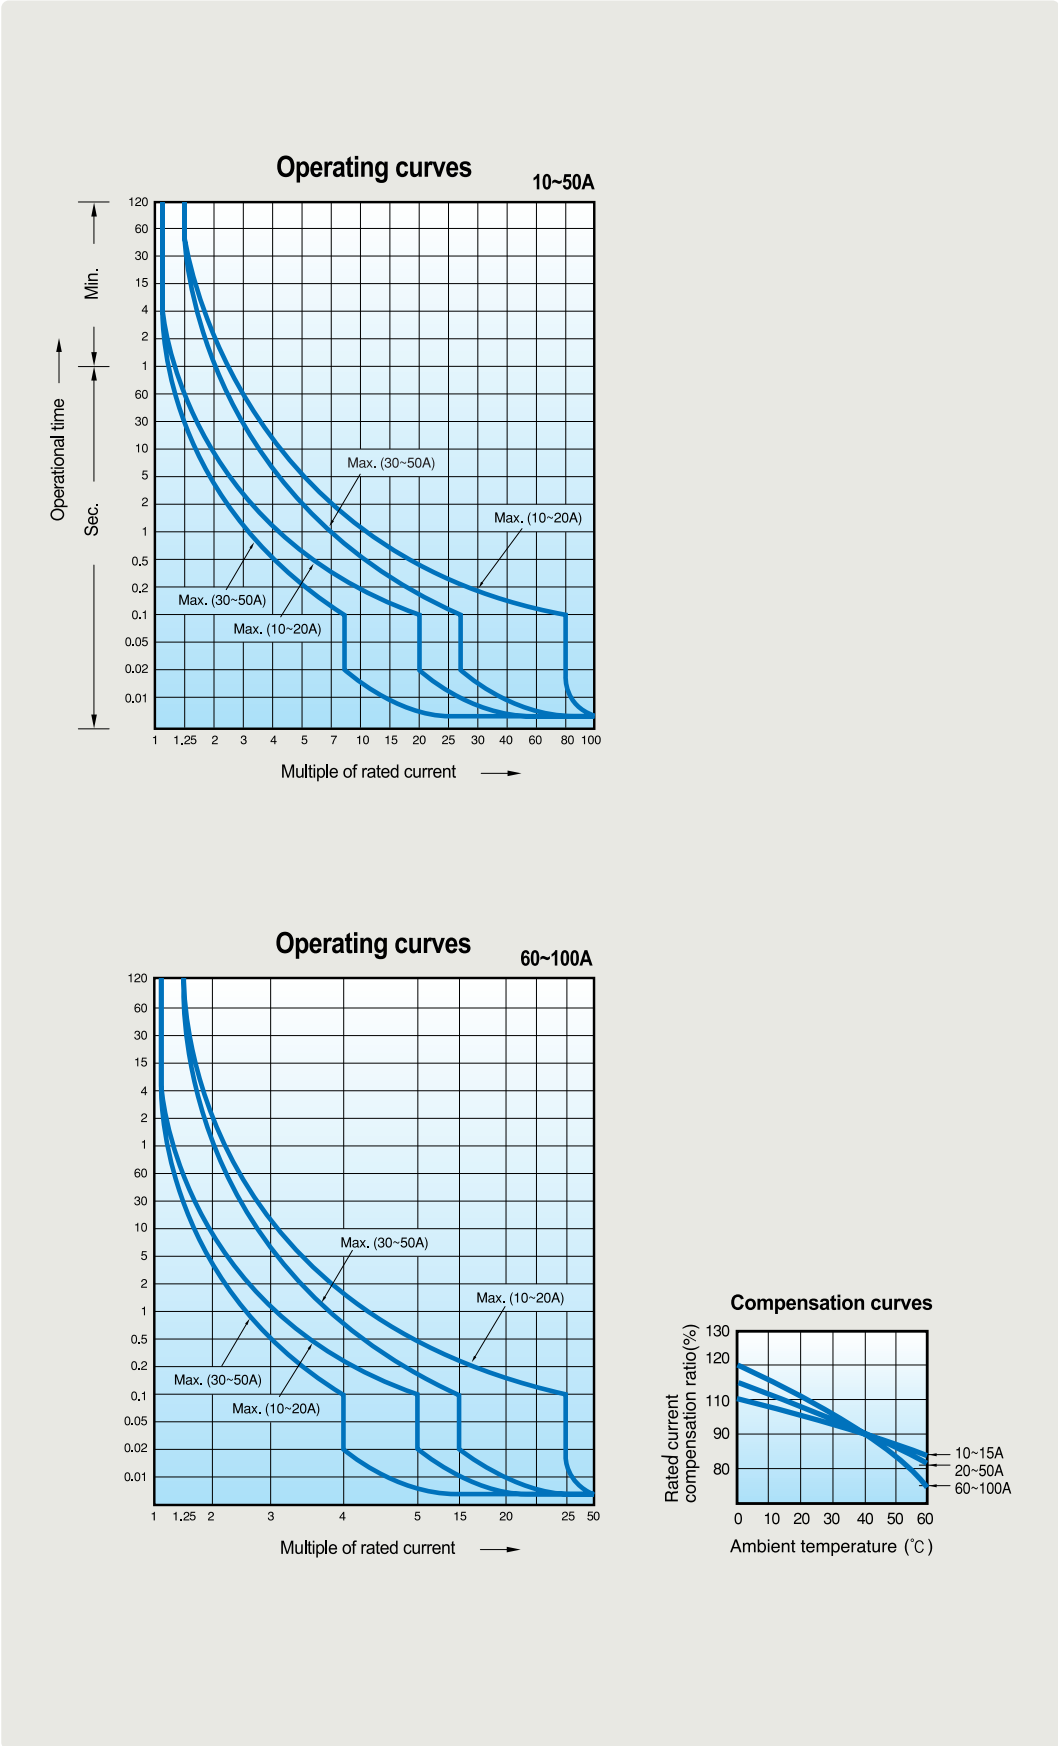 Operating curves
10~50A
120
60
30
15
4
2
1
60
30
10
5
2
1
0.5
0.2
0.1
0.05
0.02
0.01
Min.
Sec.
Operational time
Max. (30~50A)
Max. (10~20A)
Max. (30~50A)
Max. (10~20A)
1 1.25 2 3 4 5 7 10 15 20 25 30 40 60 80 100
Multiple of rated current
Operating curves
60~100A
120
60
30
15
4
2
1
60
30
10
5
2
1
0.5
0.2
0.1
0.05
0.02
0.01
Max. (30~50A)
Max. (10~20A)
Max. (30~50A)
Max. (10~20A)
1 1.25 2 3 4 5 15 20 25 50
Multiple of rated current
Compensation curves
Rated current
compensation ratio(%)
130
120
110
90
80
10~15A
20~50A
60~100A
0 10 20 30 40 50 60
Ambient temperature (℃)